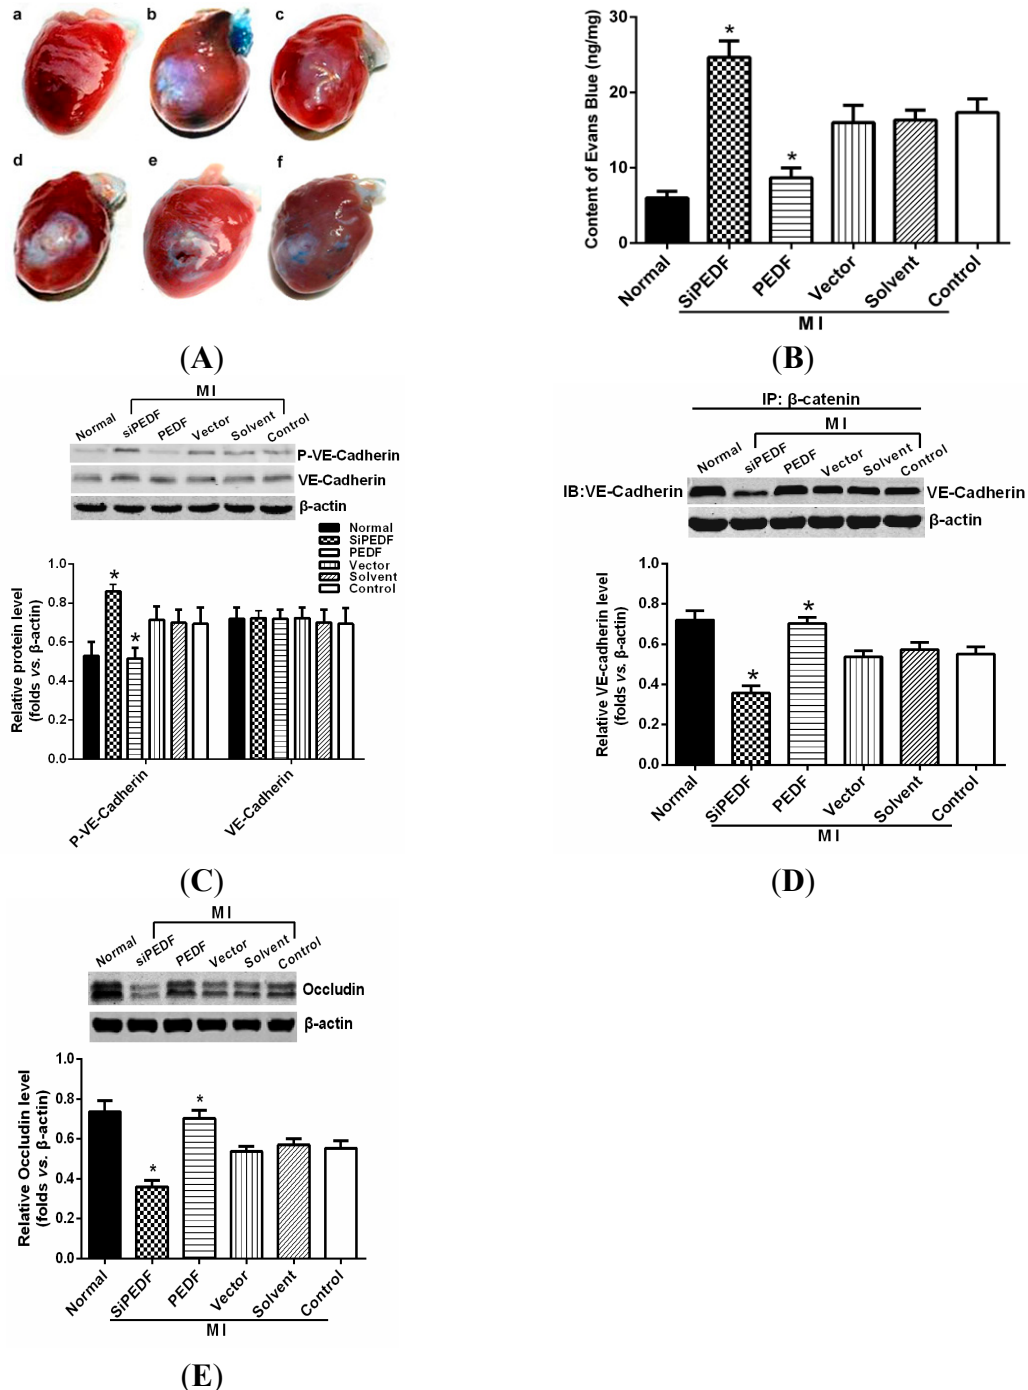 a
b
c
d
e
f
(A)
Content of Evans Blue (ng/mg)
30
20
10
0
*
*
Normal
SiPEDF
PEDF
Vector
Solvent
Control
MI
(B)
MI
Normal
siPEDF
PEDF
Vector
Solvent
Control
P-VE-Cadherin
VE-Cadherin
β-actin
Normal
SiPEDF
PEDF
Vector
Solvent
Control
Relative protein level
(folds vs. β-actin)
1.0
0.8
0.6
0.4
0.2
0.0
*
*
P-VE-Cadherin
VE-Cadherin
(C)
IP: β-catenin
MI
Normal
siPEDF
PEDF
Vector
Solvent
Control
IB:VE-Cadherin
VE-Cadherin
β-actin
Relative VE-cadherin level
(folds vs. β-actin)
1.0
0.8
0.6
0.4
0.2
0.0
*
*
Normal
SiPEDF
PEDF
Vector
Solvent
Control
MI
(D)
MI
Normal
siPEDF
PEDF
Vector
Solvent
Control
Occludin
β-actin
Relative Occludin level
(folds vs. β-actin)
1.0
0.8
0.6
0.4
0.2
0.0
*
*
Normal
SiPEDF
PEDF
Vector
Solvent
Control
MI
(E)